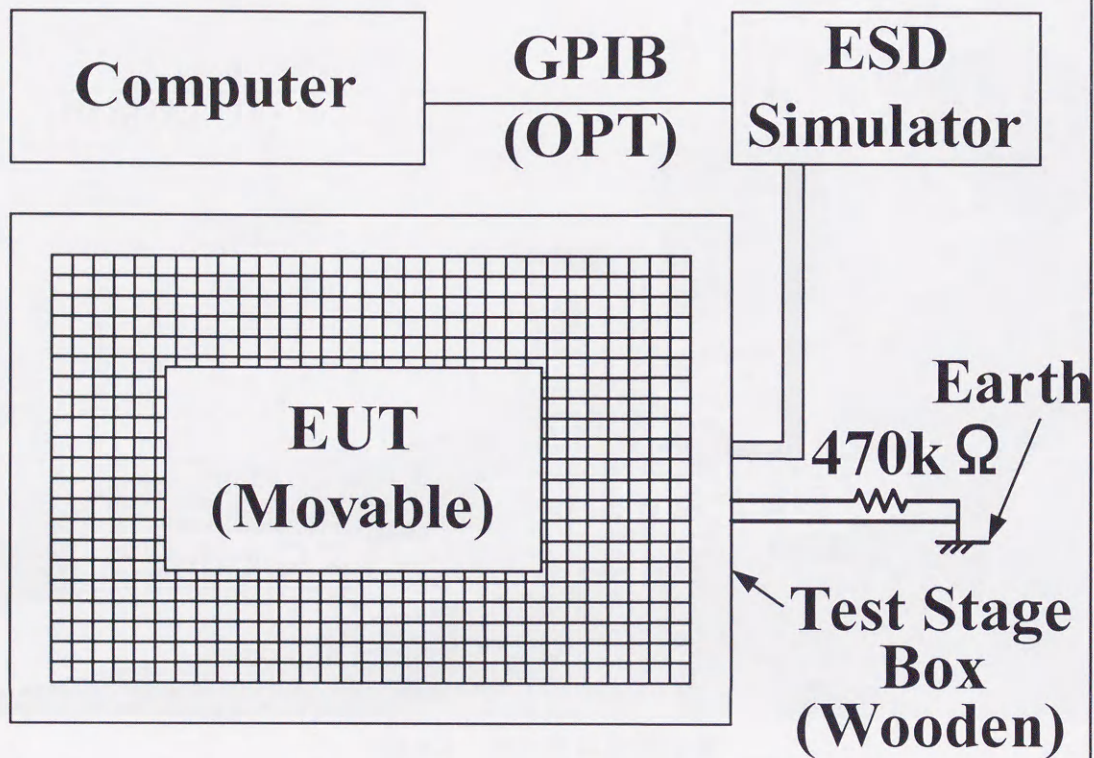 Computer
GPIB
(OPT)
ESD
Simulator
EUT
(Movable)
Earth
470k Ω
Test Stage
Box
(Wooden)